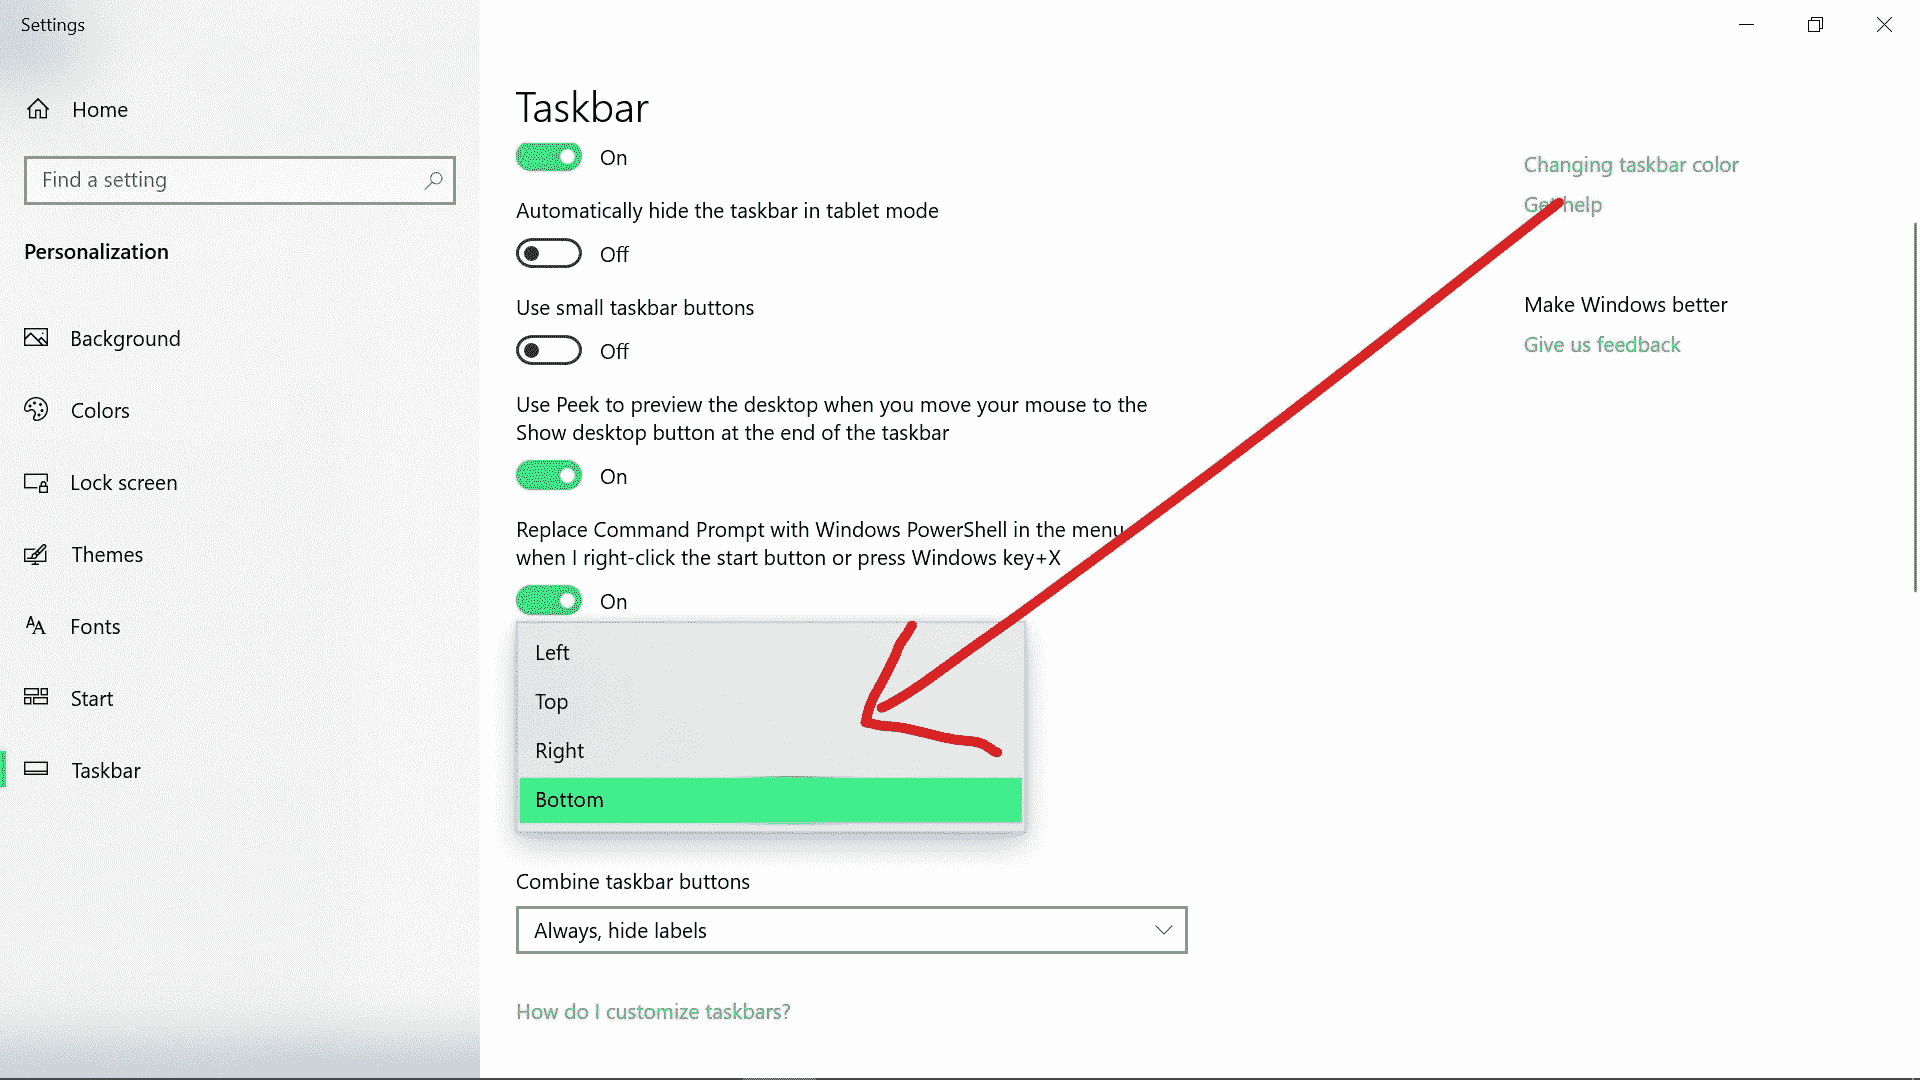 Settings
Home
Find a setting
Personalization
Background
Colors
Lock screen
Themes
Fonts
Start
Taskbar
Taskbar
On
Automatically hide the taskbar in tablet mode
Off
Use small taskbar buttons
Off
Use Peek to preview the desktop when you move your mouse to the
Show desktop button at the end of the taskbar
On
Replace Command Prompt with Windows PowerShell in the menu
when I right-click the start button or press Windows key+X
On
Left
Top
Right
Bottom
Combine taskbar buttons
Always, hide labels
How do I customize taskbars?
Changing taskbar color
Get help
Make Windows better
Give us feedback